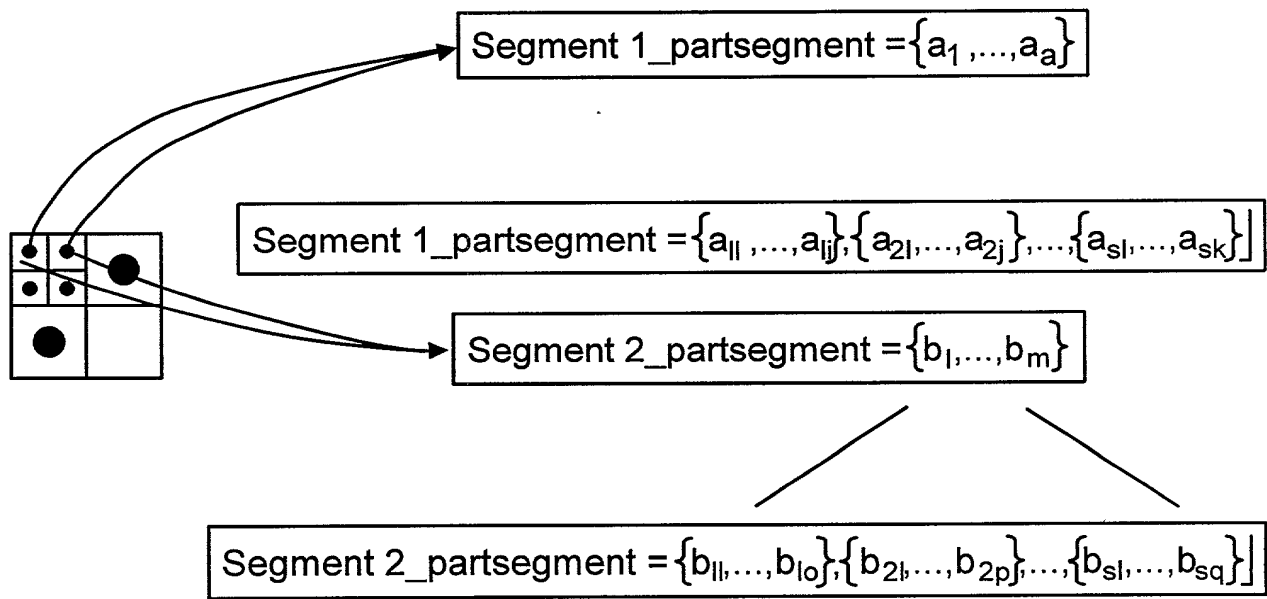 Segment 1_partsegment ={a1 ,...,aa}
Segment 1_partsegment ={all ,...,alj},{a2l,...,a2j},...,{asl,...,ask}⌋
Segment 2_partsegment ={bl,...,bm}
Segment 2_partsegment ={bll,...,blo},{b2l,...,b2p},...,{bsl,...,bsq}⌋